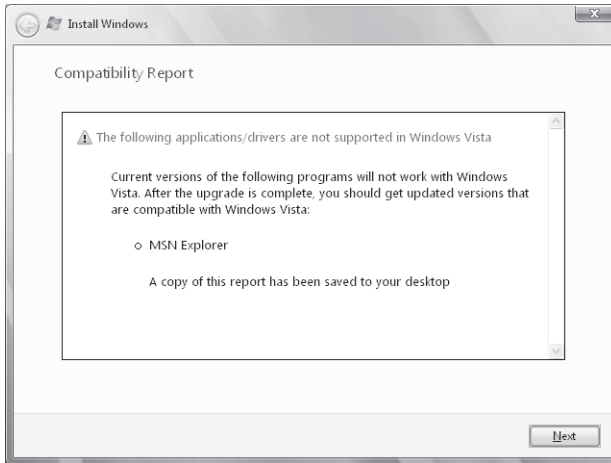 Install Windows
Compatibility Report
The following applications/drivers are not supported in Windows Vista
Current versions of the following programs will not work with Windows
Vista. After the upgrade is complete, you should get updated versions that
are compatible with Windows Vista:
MSN Explorer
A copy of this report has been saved to your desktop
Next